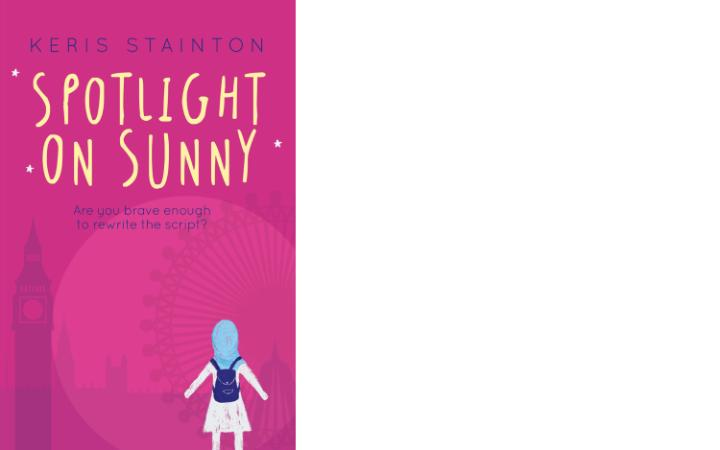 KERIS STAINTON
SPOTLIGHT
ON SUNNY
Are you brave enough
to rewrite the script?